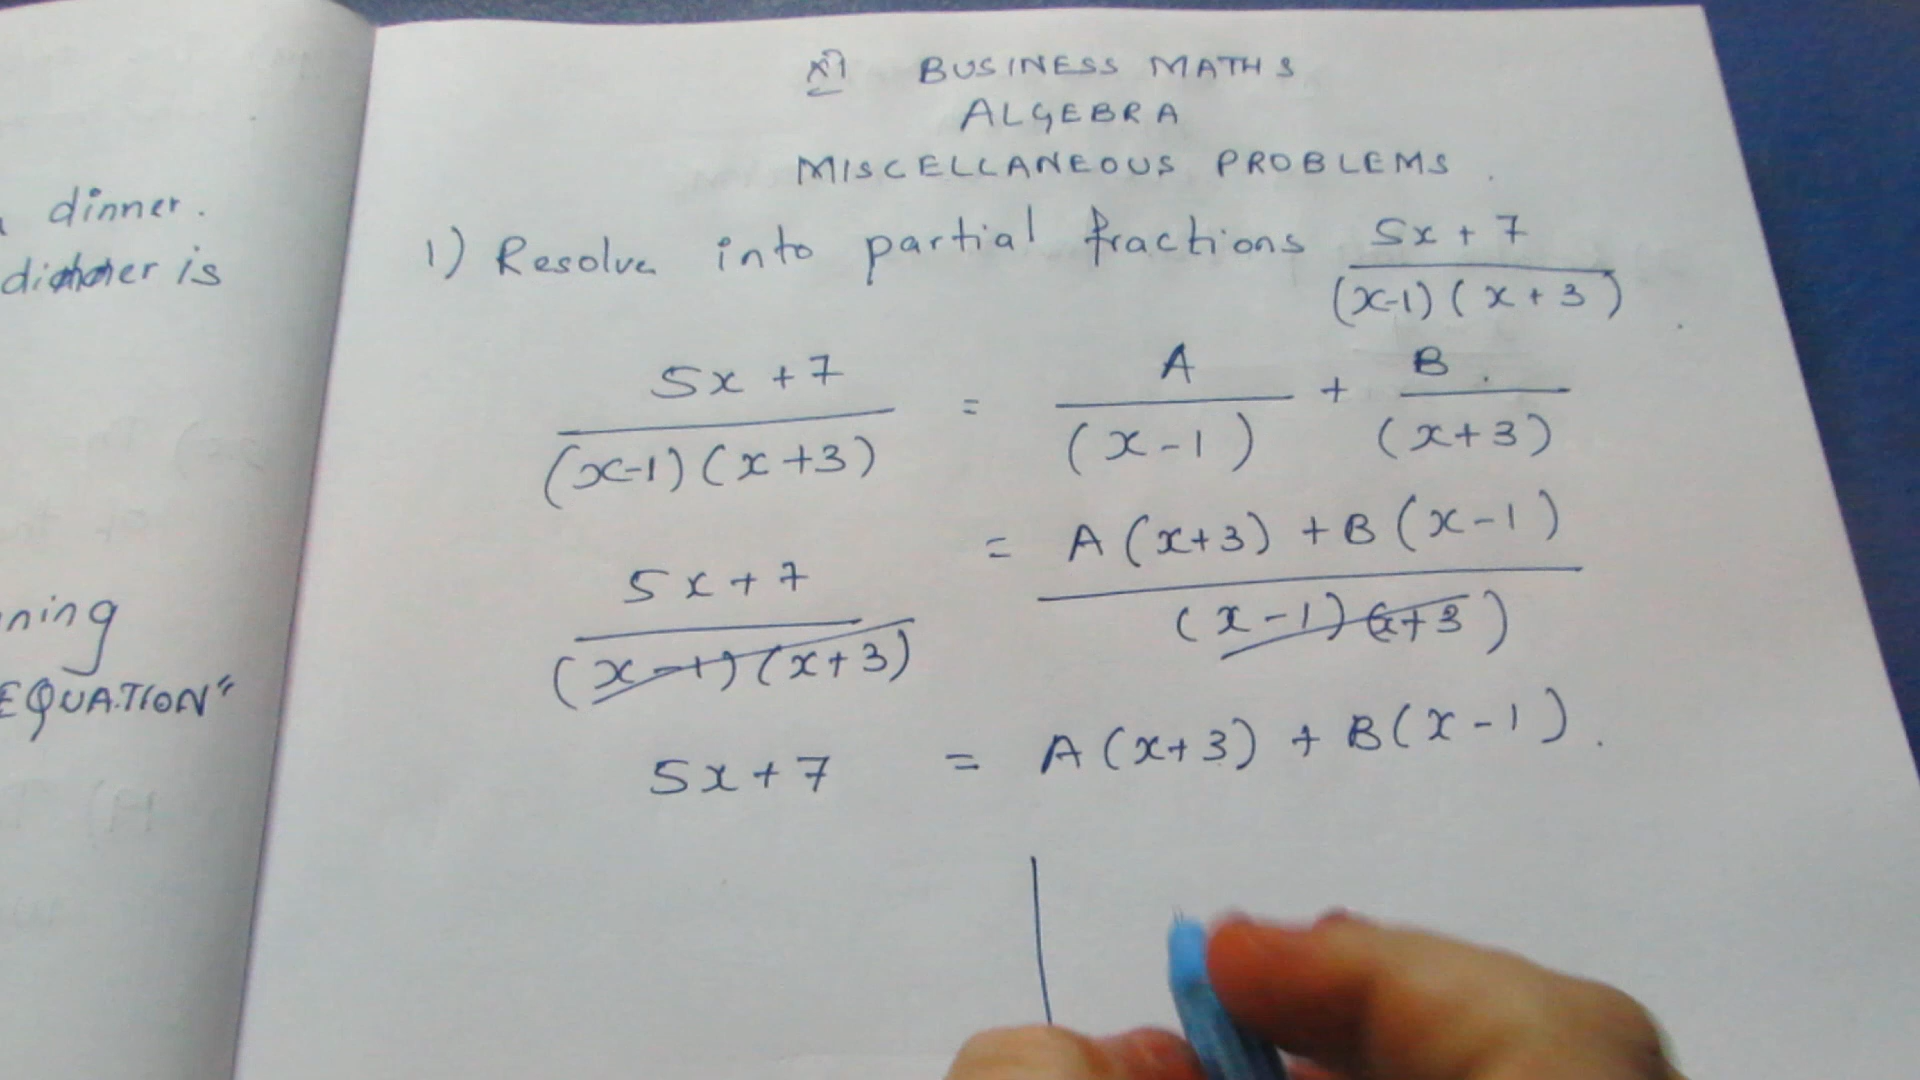 dinner.
is
ning
EQUATION"
XI BUSINESS MATHS
ALGEBRA
MISCELLANEOUS PROBLEMS.
1) Resolve into partial fractions 5x + 7
(x-1) (x + 3)
5x + 7 = A + B
(x-1) (x+3) (x-1) (x+3)
5x + 7 = A (x+3) + B (x-1)
(x-1) (x+3) (x-1) (x+3)
5x + 7 = A (x+3) + B(x-1).